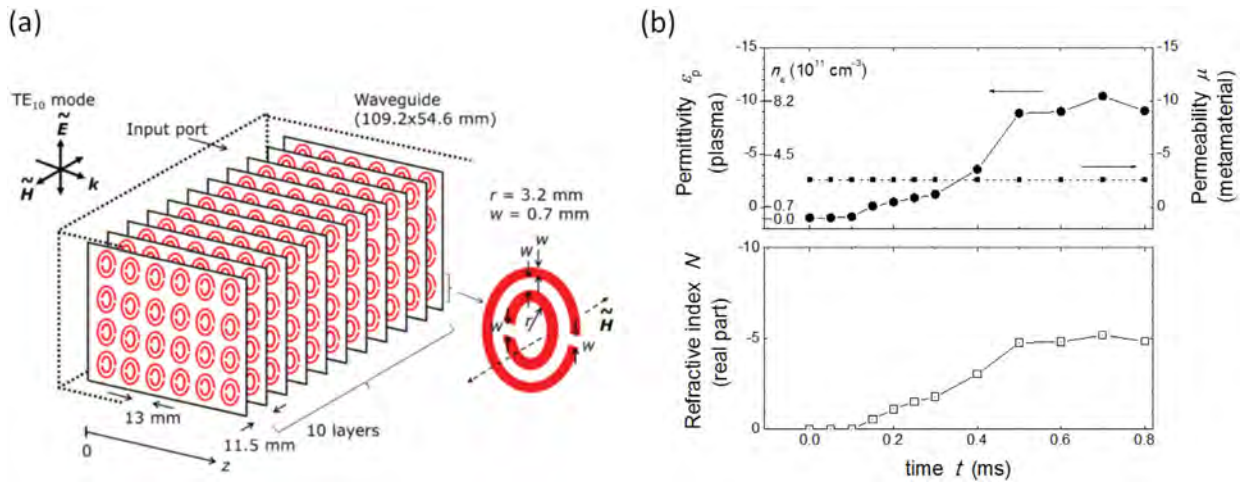 (a)
TE10 mode
Ẽ
H̃
k
Input port
Waveguide
(109.2x54.6 mm)
r = 3.2 mm
w = 0.7 mm
w
w
r
w
w
H̃
13 mm
11.5 mm
10 layers
0
z
(b)
Permittivity εp
(plasma)
-15
-10
-5
0
ne (10^11 cm^-3)
8.2
4.5
0.7
0.0
-15
-10
-5
0
Permeability μ
(metamaterial)
Refractive index N
(real part)
-10
-5
0
0.0
0.2
0.4
0.6
0.8
time t (ms)